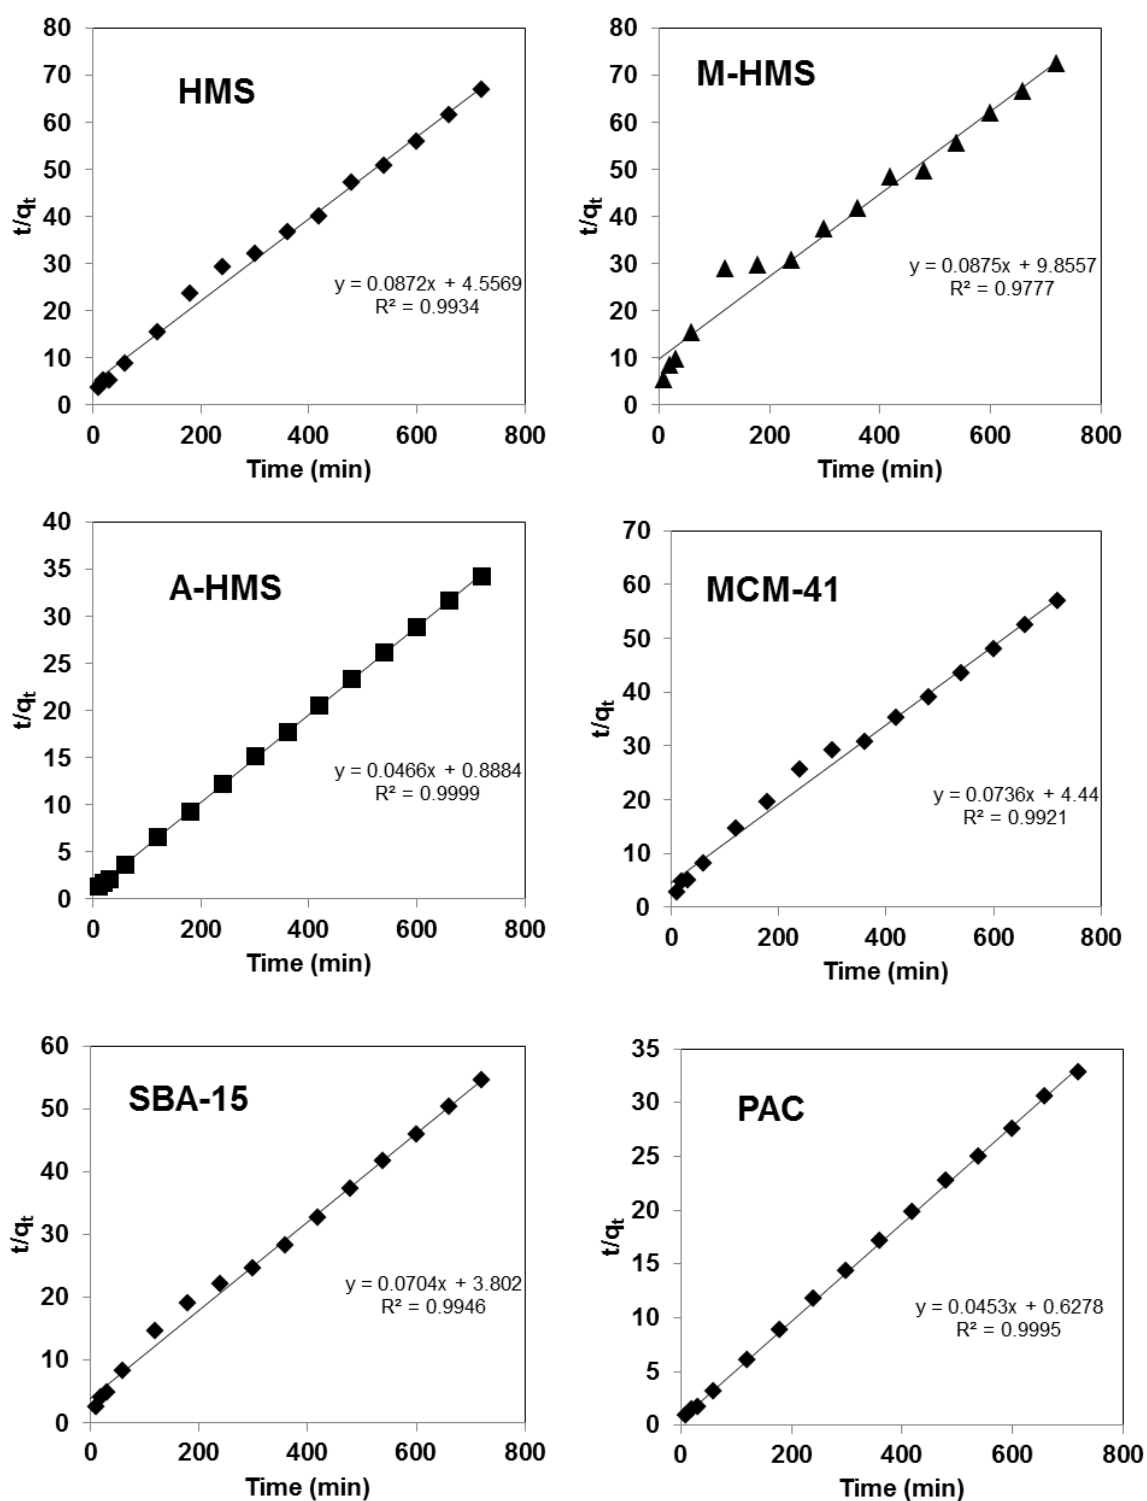 80
70
60
50
40
30
20
10
0
t/qt
HMS
y = 0.0872x + 4.5569
R² = 0.9934
0 200 400 600 800
Time (min)
80
70
60
50
40
30
20
10
0
t/qt
M-HMS
y = 0.0875x + 9.8557
R² = 0.9777
0 200 400 600 800
Time (min)
40
35
30
25
20
15
10
5
0
t/qt
A-HMS
y = 0.0466x + 0.8884
R² = 0.9999
0 200 400 600 800
Time (min)
70
60
50
40
30
20
10
0
t/qt
MCM-41
y = 0.0736x + 4.44
R² = 0.9921
0 200 400 600 800
Time (min)
60
50
40
30
20
10
0
t/qt
SBA-15
y = 0.0704x + 3.802
R² = 0.9946
0 200 400 600 800
Time (min)
35
30
25
20
15
10
5
0
t/qt
PAC
y = 0.0453x + 0.6278
R² = 0.9995
0 200 400 600 800
Time (min)